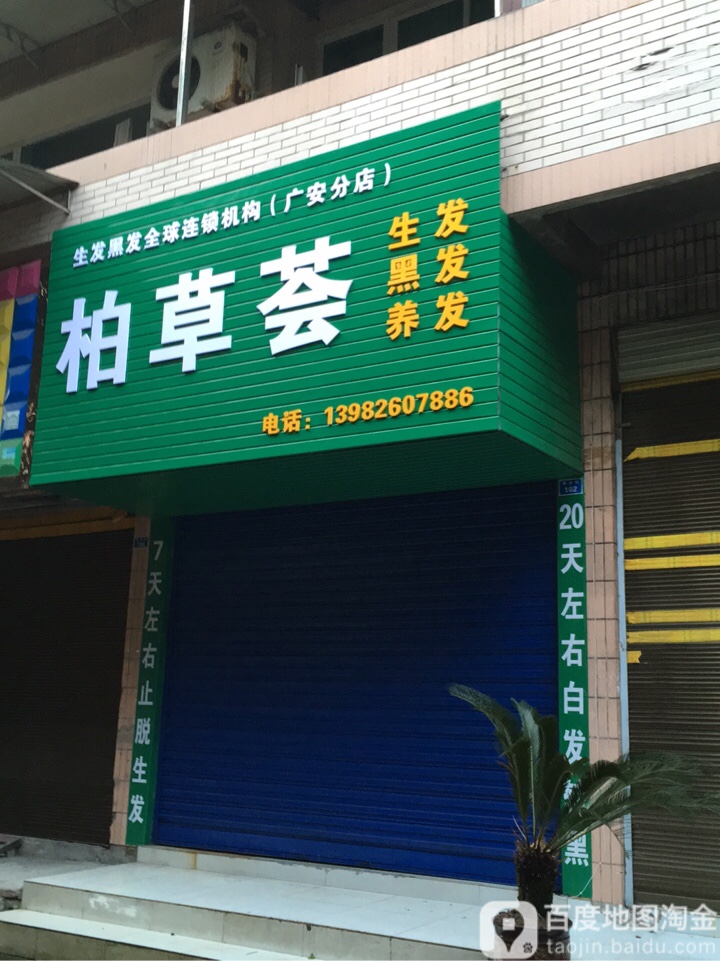 生发黑发全球连锁机构（广安分店）
柏草荟
生发
黑发
养发
电话：13982607886
7天左右止脱生发
20天左右白发
黑
102
百度地图淘金
taojin.baidu.com